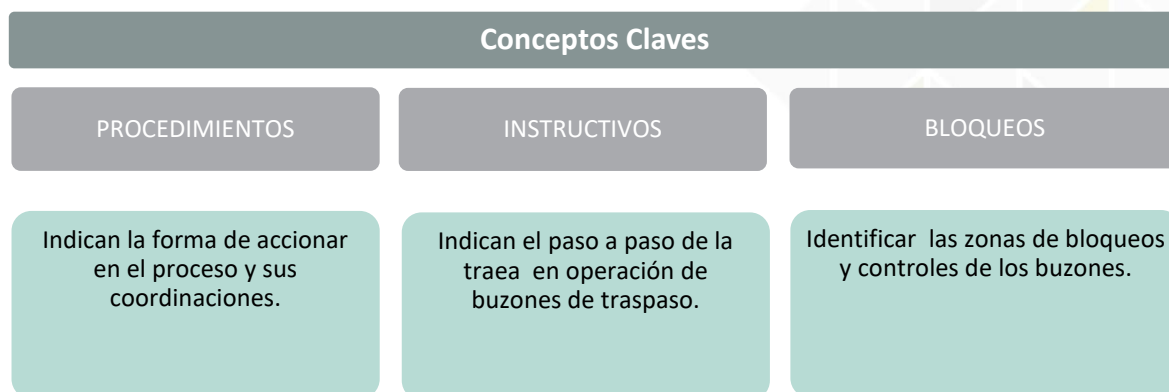 Conceptos Claves
PROCEDIMIENTOS
INSTRUCTIVOS
BLOQUEOS
Indican la forma de accionar
en el proceso y sus
coordinaciones.
Indican el paso a paso de la
traea en operación de
buzones de traspaso.
Identificar las zonas de bloqueos
y controles de los buzones.